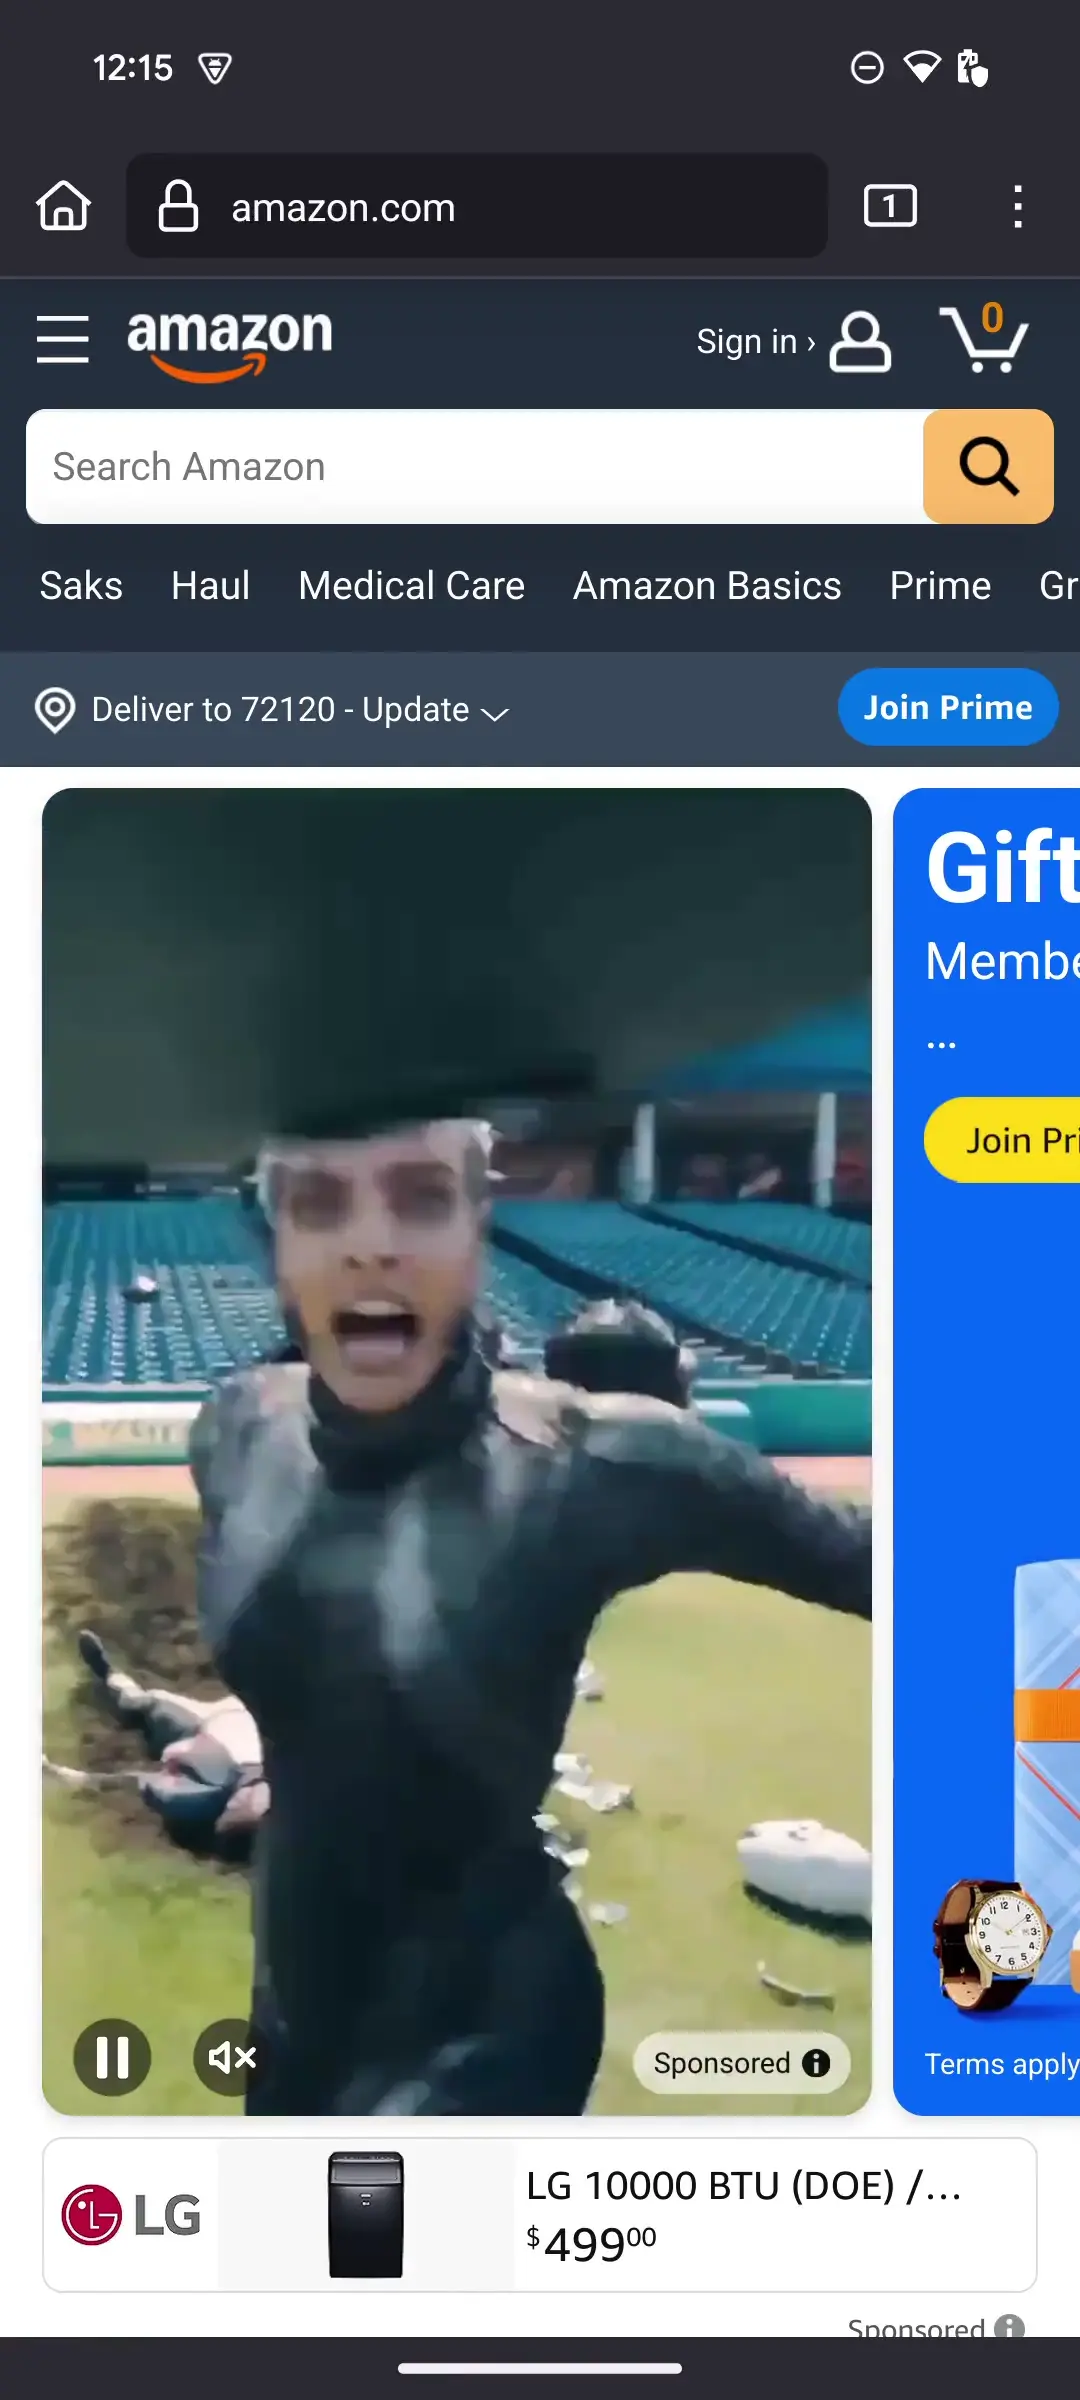 12:15
amazon.com
1
amazon
Sign in ›
0
Search Amazon
Saks Haul Medical Care Amazon Basics Prime Gr
Deliver to 72120 - Update
Join Prime
Gift
Membe
...
Join Pri
Sponsored
Terms apply
LG
LG 10000 BTU (DOE) /...
$49900
Sponsored